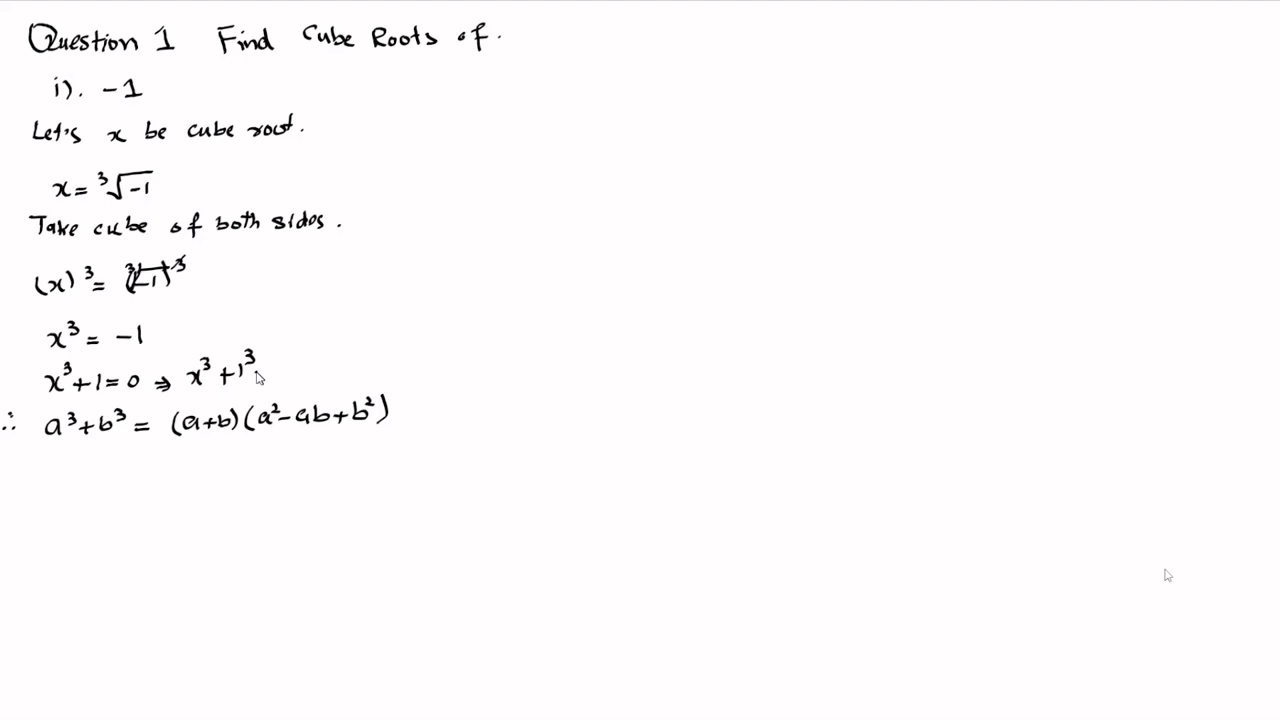 Question 1 Find Cube Roots of.
i). -1
Let's x be cube root.
x = ∛-1
Take cube of both sides.
(x)³ = (∛-1)³
x³ = -1
x³+1=0 ⇒ x³+1³
∴ a³+b³ = (a+b)(a²-ab+b²)